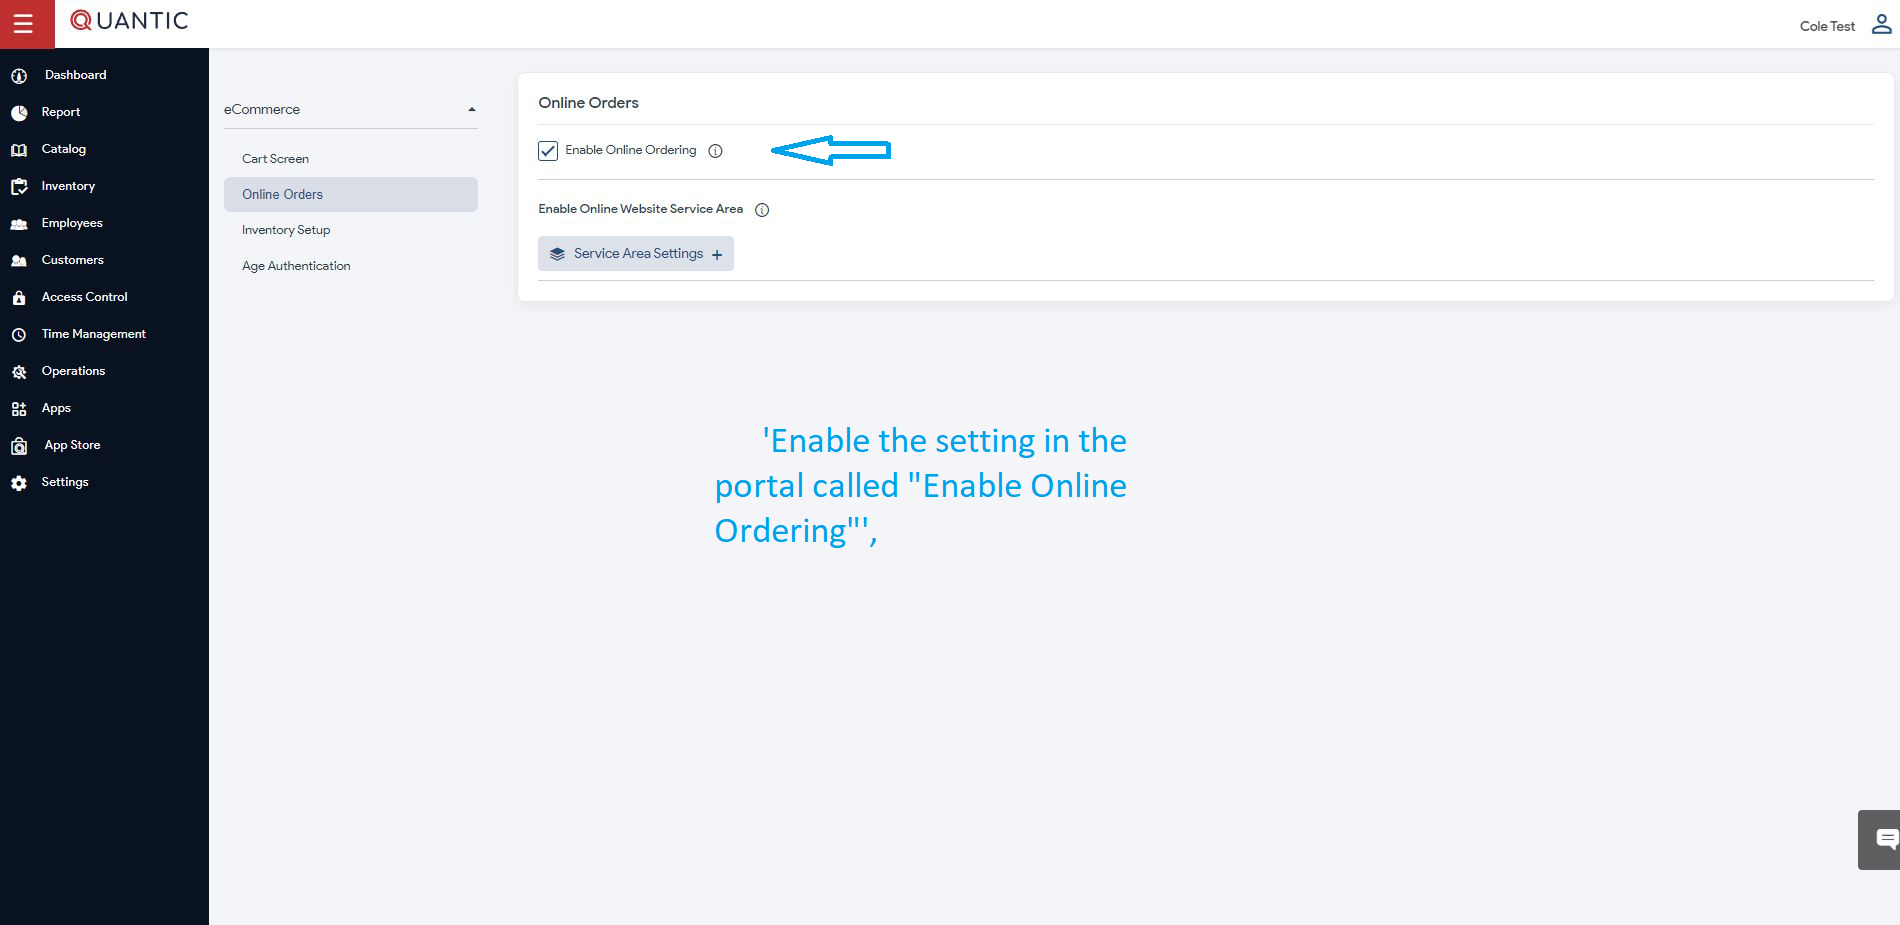 QUANTIC
Cole Test
Dashboard
Report
Catalog
Inventory
Employees
Customers
Access Control
Time Management
Operations
Apps
App Store
Settings
eCommerce
Cart Screen
Online Orders
Inventory Setup
Age Authentication
Online Orders
Enable Online Ordering
Enable Online Website Service Area
Service Area Settings +
'Enable the setting in the
portal called "Enable Online
Ordering"',